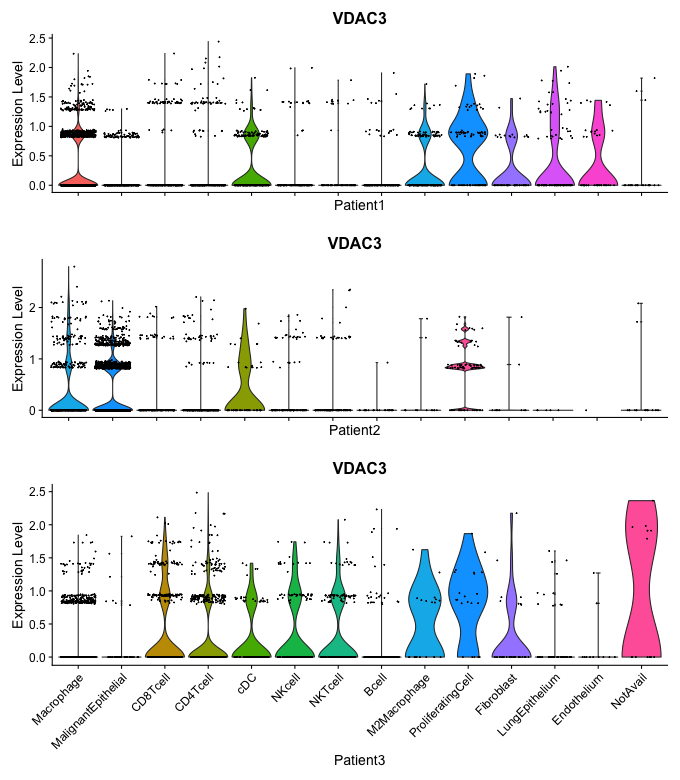 VDAC3
Expression Level
2.5
2.0
1.5
1.0
0.5
0.0
Patient1
VDAC3
Expression Level
2
1
0
Patient2
VDAC3
Expression Level
2.5
2.0
1.5
1.0
0.5
0.0
Macrophage
MalignantEpithelial
CD8Tcell
CD4Tcell
cDC
NKcell
NKTcell
Bcell
M2Macrophage
ProliferatingCell
Fibroblast
LungEpithelium
Endothelium
NotAvail
Patient3